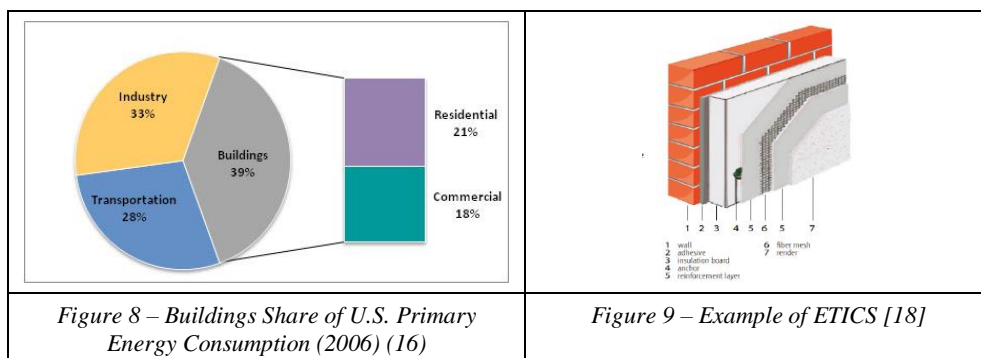 Industry
33%
Buildings
39%
Transportation
28%
Residential
21%
Commercial
18%
1 2 3 4 5 6 5 7
1 wall
2 adhesive
3 insulation board
4 anchor
5 reinforcement layer
6 fiber mesh
7 render
Figure 8 – Buildings Share of U.S. Primary
Energy Consumption (2006) (16)
Figure 9 – Example of ETICS [18]